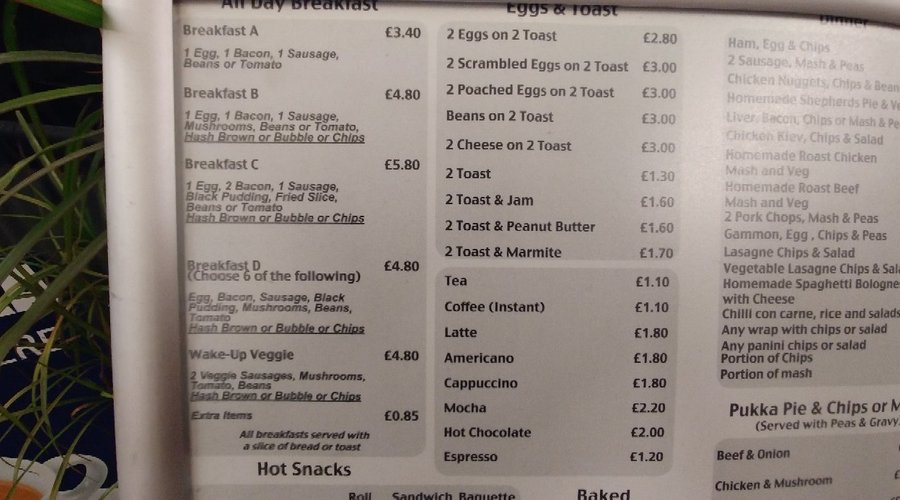 All Day Breakfast
Breakfast A £3.40
1 Egg, 1 Bacon, 1 Sausage,
Beans or Tomato
Breakfast B £4.80
1 Egg, 1 Bacon, 1 Sausage,
Mushrooms, Beans or Tomato,
Hash Brown or Bubble or Chips
Breakfast C £5.80
1 Egg, 2 Bacon, 1 Sausage,
Black Pudding, Fried Slice,
Beans or Tomato
Hash Brown or Bubble or Chips
Breakfast D £4.80
(Choose 6 of the following)
Egg, Bacon, Sausage, Black
Pudding, Mushrooms, Beans,
Tomato
Hash Brown or Bubble or Chips
Wake-Up Veggie £4.80
2 Veggie Sausages, Mushrooms,
Tomato, Beans
Hash Brown or Bubble or Chips
Extra Items £0.85
All breakfasts served with
a slice of bread or toast
Hot Snacks
Roll Sandwich Baguette
Eggs & Toast
2 Eggs on 2 Toast £2.80
2 Scrambled Eggs on 2 Toast £3.00
2 Poached Eggs on 2 Toast £3.00
Beans on 2 Toast £3.00
2 Cheese on 2 Toast £3.00
2 Toast £1.30
2 Toast & Jam £1.60
2 Toast & Peanut Butter £1.60
2 Toast & Marmite £1.70
Tea £1.10
Coffee (Instant) £1.10
Latte £1.80
Americano £1.80
Cappuccino £1.80
Mocha £2.20
Hot Chocolate £2.00
Espresso £1.20
Baked
Dinner
Ham, Egg & Chips
2 Sausage, Mash & Peas
Chicken Nuggets, Chips & Bean
Homemade Shepherds Pie & Ve
Liver, Bacon, Chips or Mash & Pe
Chicken Kiev, Chips & Salad
Homemade Roast Chicken
Mash and Veg
Homemade Roast Beef
Mash and Veg
2 Pork Chops, Mash & Peas
Gammon, Egg , Chips & Peas
Lasagne Chips & Salad
Vegetable Lasagne Chips & Sala
Homemade Spaghetti Bologne
with Cheese
Chilli con carne, rice and salads
Any wrap with chips or salad
Any panini chips or salad
Portion of Chips
Portion of mash
Pukka Pie & Chips or M
(Served with Peas & Gravy
Beef & Onion
Chicken & Mushroom